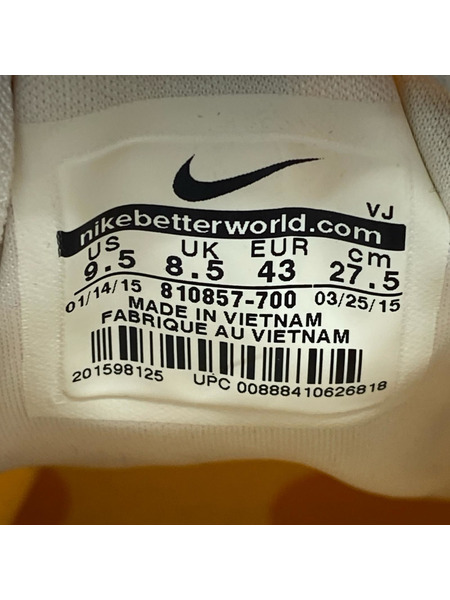 VJ
nikebetterworld.com
US UK EUR cm
9.5 8.5 43 27.5
01/14/15 810857-700 03/25/15
MADE IN VIETNAM
FABRIQUE AU VIETNAM
201598125 UPC 00888410626818